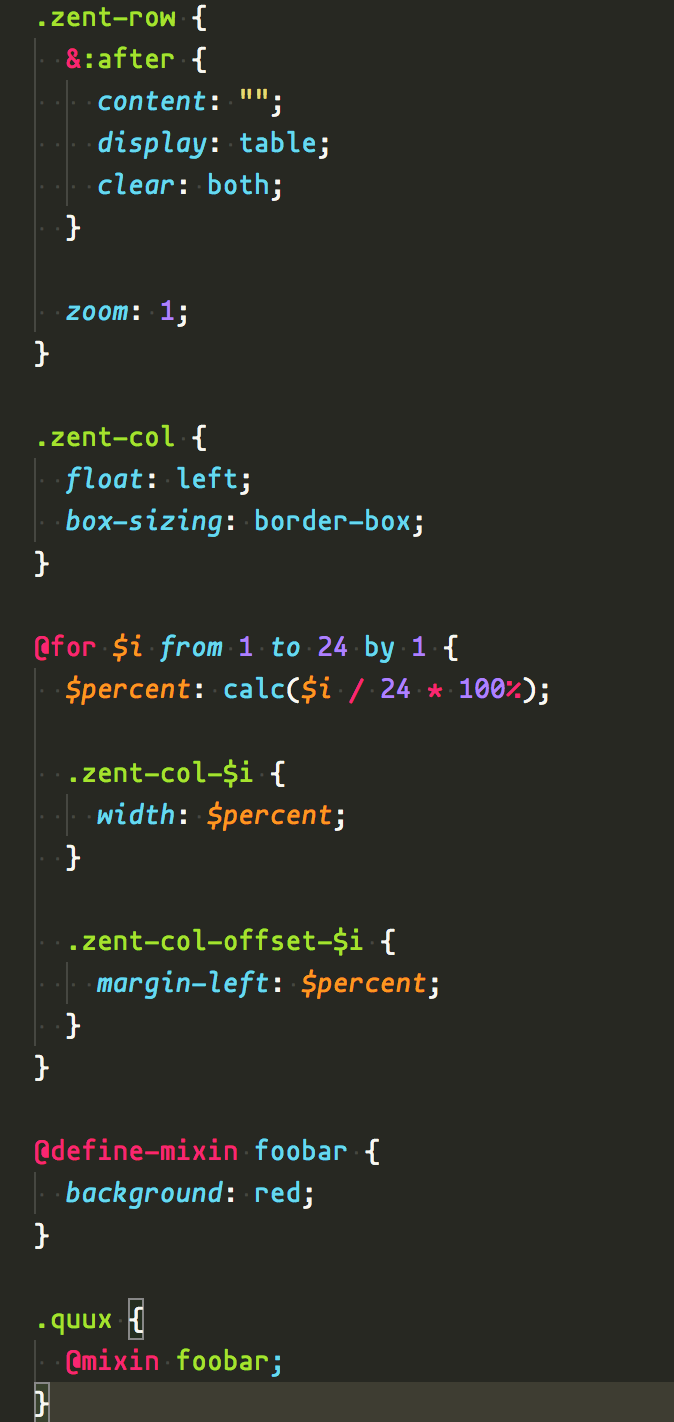 .zent-row {
  &:after {
    content: "";
    display: table;
    clear: both;
  }

  zoom: 1;
}

.zent-col {
  float: left;
  box-sizing: border-box;
}

@for $i from 1 to 24 by 1 {
  $percent: calc($i / 24 * 100%);

  .zent-col-$i {
    width: $percent;
  }

  .zent-col-offset-$i {
    margin-left: $percent;
  }
}

@define-mixin foobar {
  background: red;
}

.quux {
  @mixin foobar;
}